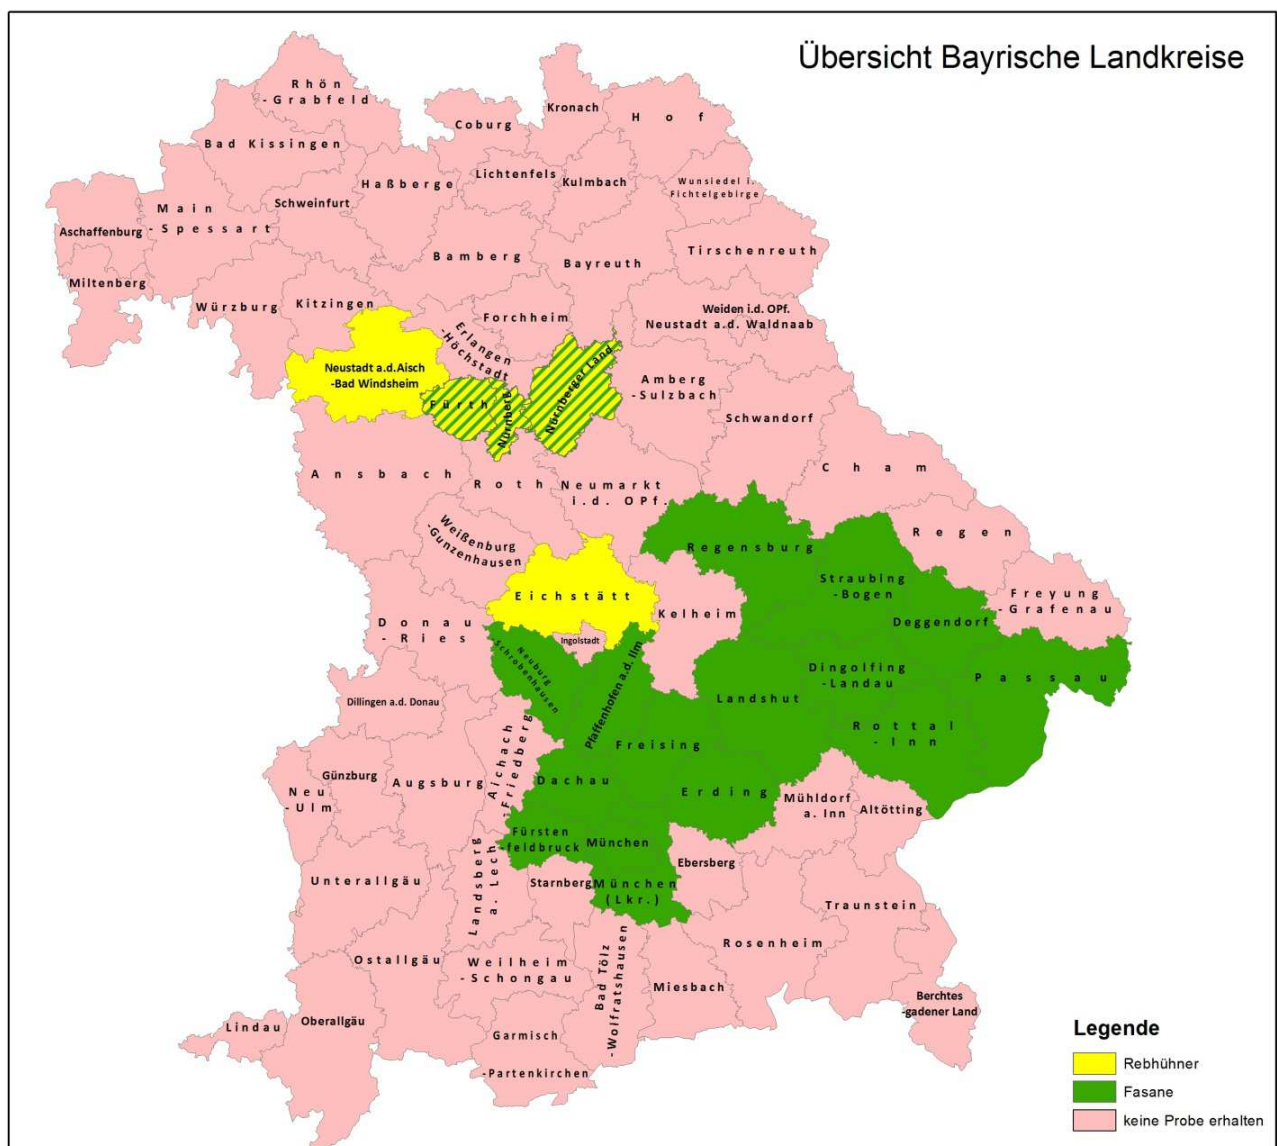 Übersicht Bayrische Landkreise
Rhön
-Grabfeld
Coburg
Kronach
Hof
Bad Kissingen
Haßberge
Lichtenfels
Kulmbach
Wunsiedel i.
Fichtelgebirge
Main
-Spessart
Schweinfurt
Aschaffenburg
Miltenberg
Bamberg
Bayreuth
Tirschenreuth
Würzburg
Kitzingen
Forchheim
Erlangen
-Höchstadt
Weiden i.d. OPf.
Neustadt a.d. Waldnaab
Neustadt a.d.Aisch
-Bad Windsheim
Fürth
Nürnberg
Nürnberger Land
Amberg
-Sulzbach
Schwandorf
Cham
Ansbach
Roth
Neumarkt
i.d. OPf.
Weißenburg
-Gunzenhausen
Regensburg
Regen
Straubing
-Bogen
Freyung
-Grafenau
Eichstätt
Kelheim
Deggendorf
Donau
-Ries
Ingolstadt
Neuburg
-Schrobenhausen
Pfaffenhofen a.d. Ilm
Dingolfing
-Landau
Passau
Landshut
Dillingen a.d. Donau
Rottal
-Inn
Aichach
-Friedberg
Freising
Günzburg
Neu
-Ulm
Augsburg
Dachau
Erding
Mühldorf
a. Inn
Altötting
Fürsten
-feldbruck
München
Ebersberg
Landsberg
a. Lech
Starnberg
München
(Lkr.)
Unterallgäu
Traunstein
Rosenheim
Ostallgäu
Weilheim
-Schongau
Bad Tölz
-Wolfratshausen
Miesbach
Berchtes
-gadener Land
Lindau
Oberallgäu
Garmisch
-Partenkirchen
Legende
Rebhühner
Fasane
keine Probe erhalten